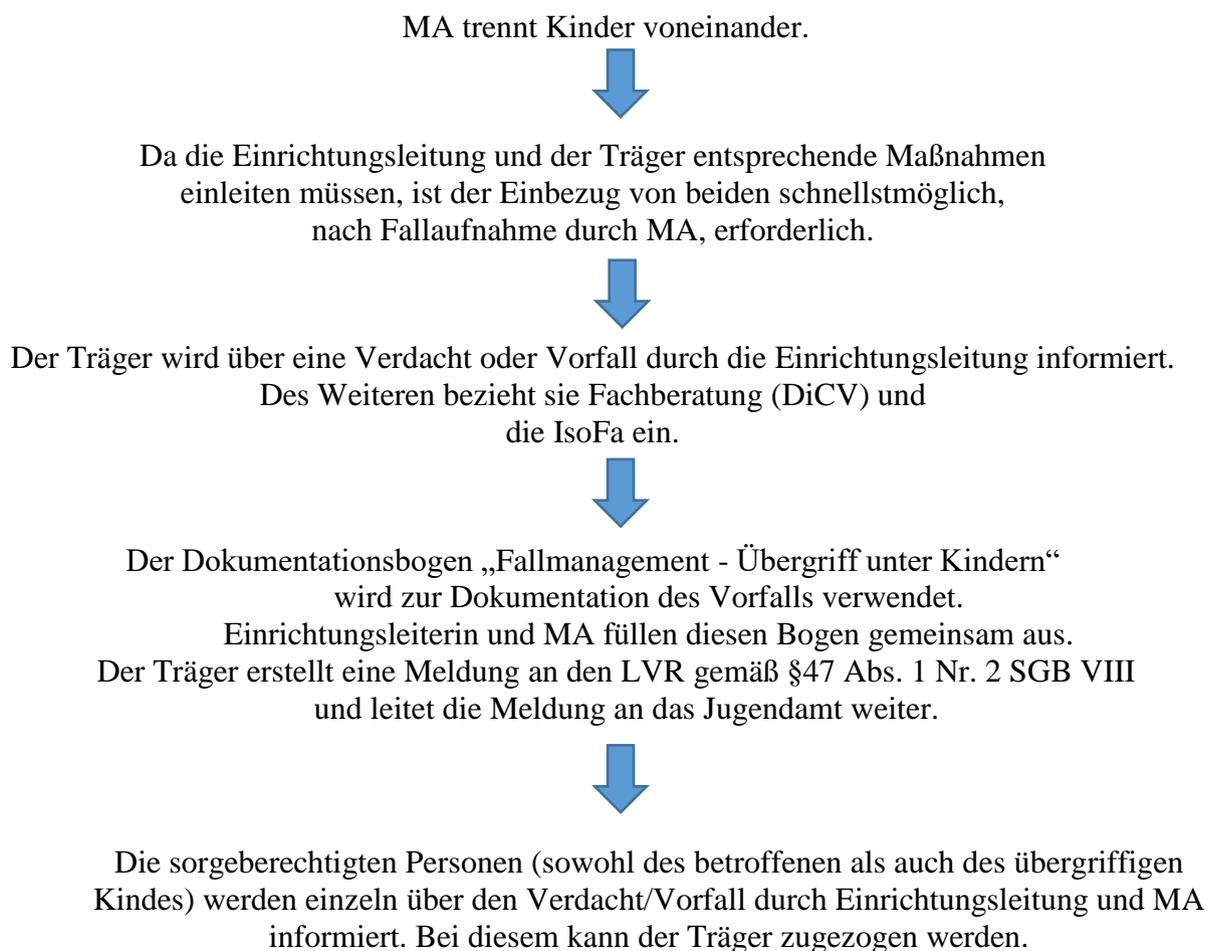 MA trennt Kinder voneinander.
Da die Einrichtungsleitung und der Träger entsprechende Maßnahmen
einleiten müssen, ist der Einbezug von beiden schnellstmöglich,
nach Fallaufnahme durch MA, erforderlich.
Der Träger wird über eine Verdacht oder Vorfall durch die Einrichtungsleitung informiert.
Des Weiteren bezieht sie Fachberatung (DiCV) und
die IsoFa ein.
Der Dokumentationsbogen „Fallmanagement - Übergriff unter Kindern“
wird zur Dokumentation des Vorfalls verwendet.
Einrichtungsleiterin und MA füllen diesen Bogen gemeinsam aus.
Der Träger erstellt eine Meldung an den LVR gemäß §47 Abs. 1 Nr. 2 SGB VIII
und leitet die Meldung an das Jugendamt weiter.
Die sorgeberechtigten Personen (sowohl des betroffenen als auch des übergriffigen
Kindes) werden einzeln über den Verdacht/Vorfall durch Einrichtungsleitung und MA
informiert. Bei diesem kann der Träger zugezogen werden.